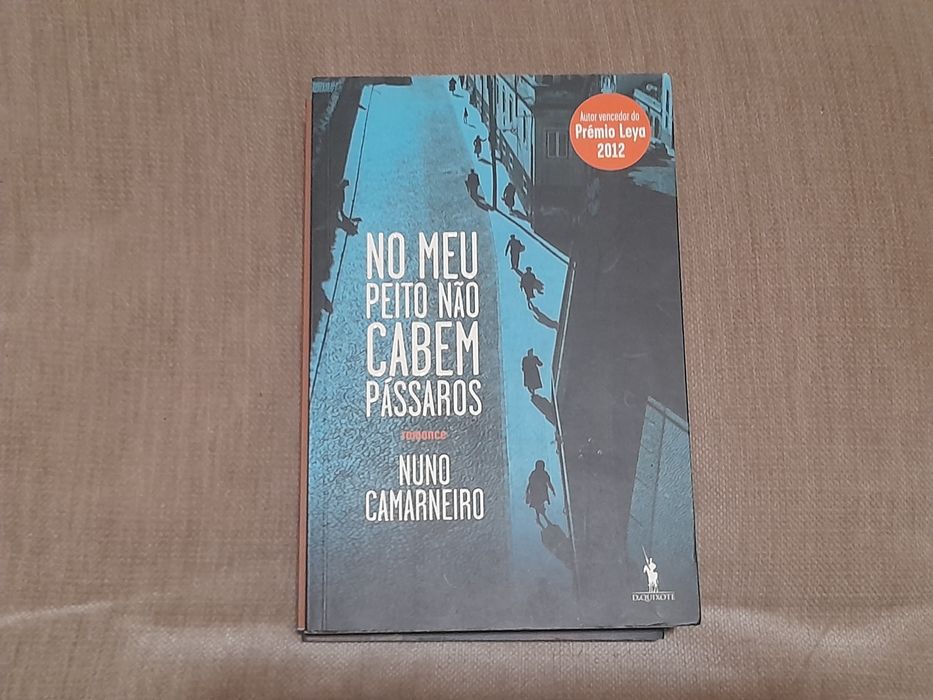 Autor vencedor do
Prémio Leya
2012
NO MEU
PEITO NÃO
CABEM
PÁSSAROS
romance
NUNO
CAMARNEIRO
D.QUIXOTE